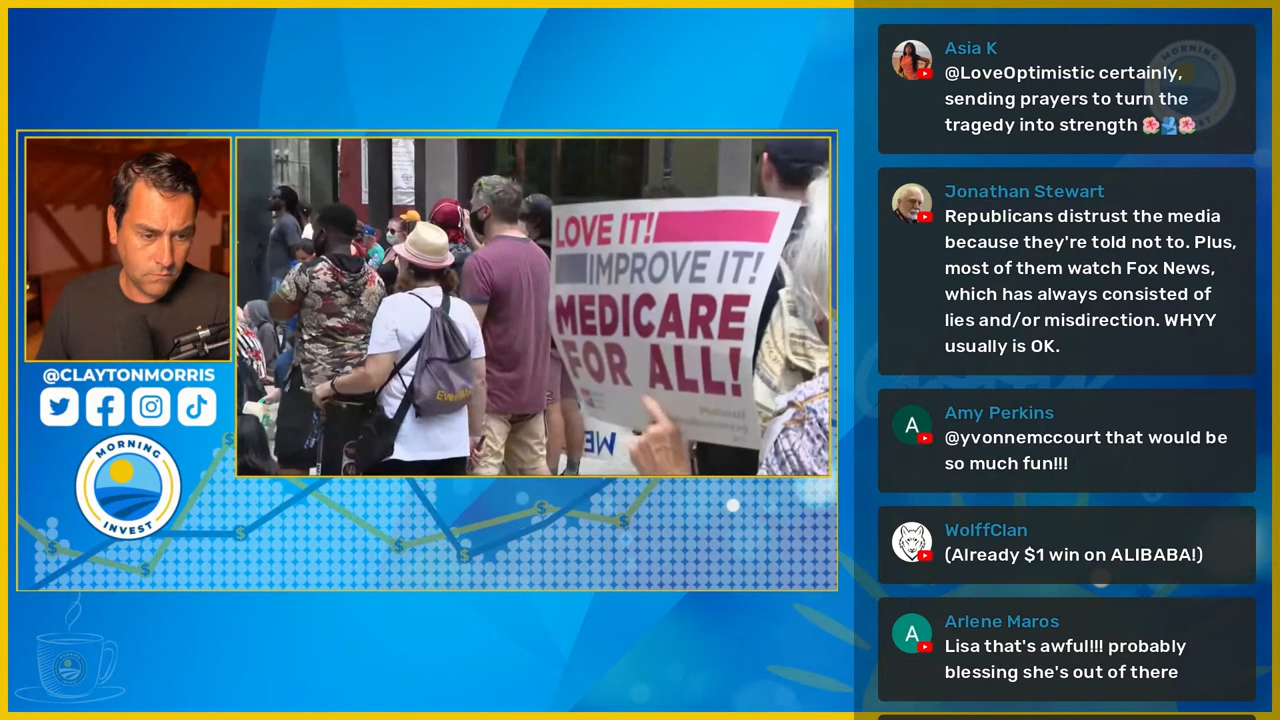 LOVE IT!
IMPROVE IT!
MEDICARE
FOR ALL!
@CLAYTONMORRIS
MORNING
INVEST
Asia K
@LoveOptimistic certainly,
sending prayers to turn the
tragedy into strength 🌺🫂🌺
Jonathan Stewart
Republicans distrust the media
because they're told not to. Plus,
most of them watch Fox News,
which has always consisted of
lies and/or misdirection. WHYY
usually is OK.
Amy Perkins
@yvonnemccourt that would be
so much fun!!!
WolffClan
(Already $1 win on ALIBABA!)
Arlene Maros
Lisa that's awful!!! probably
blessing she's out of there